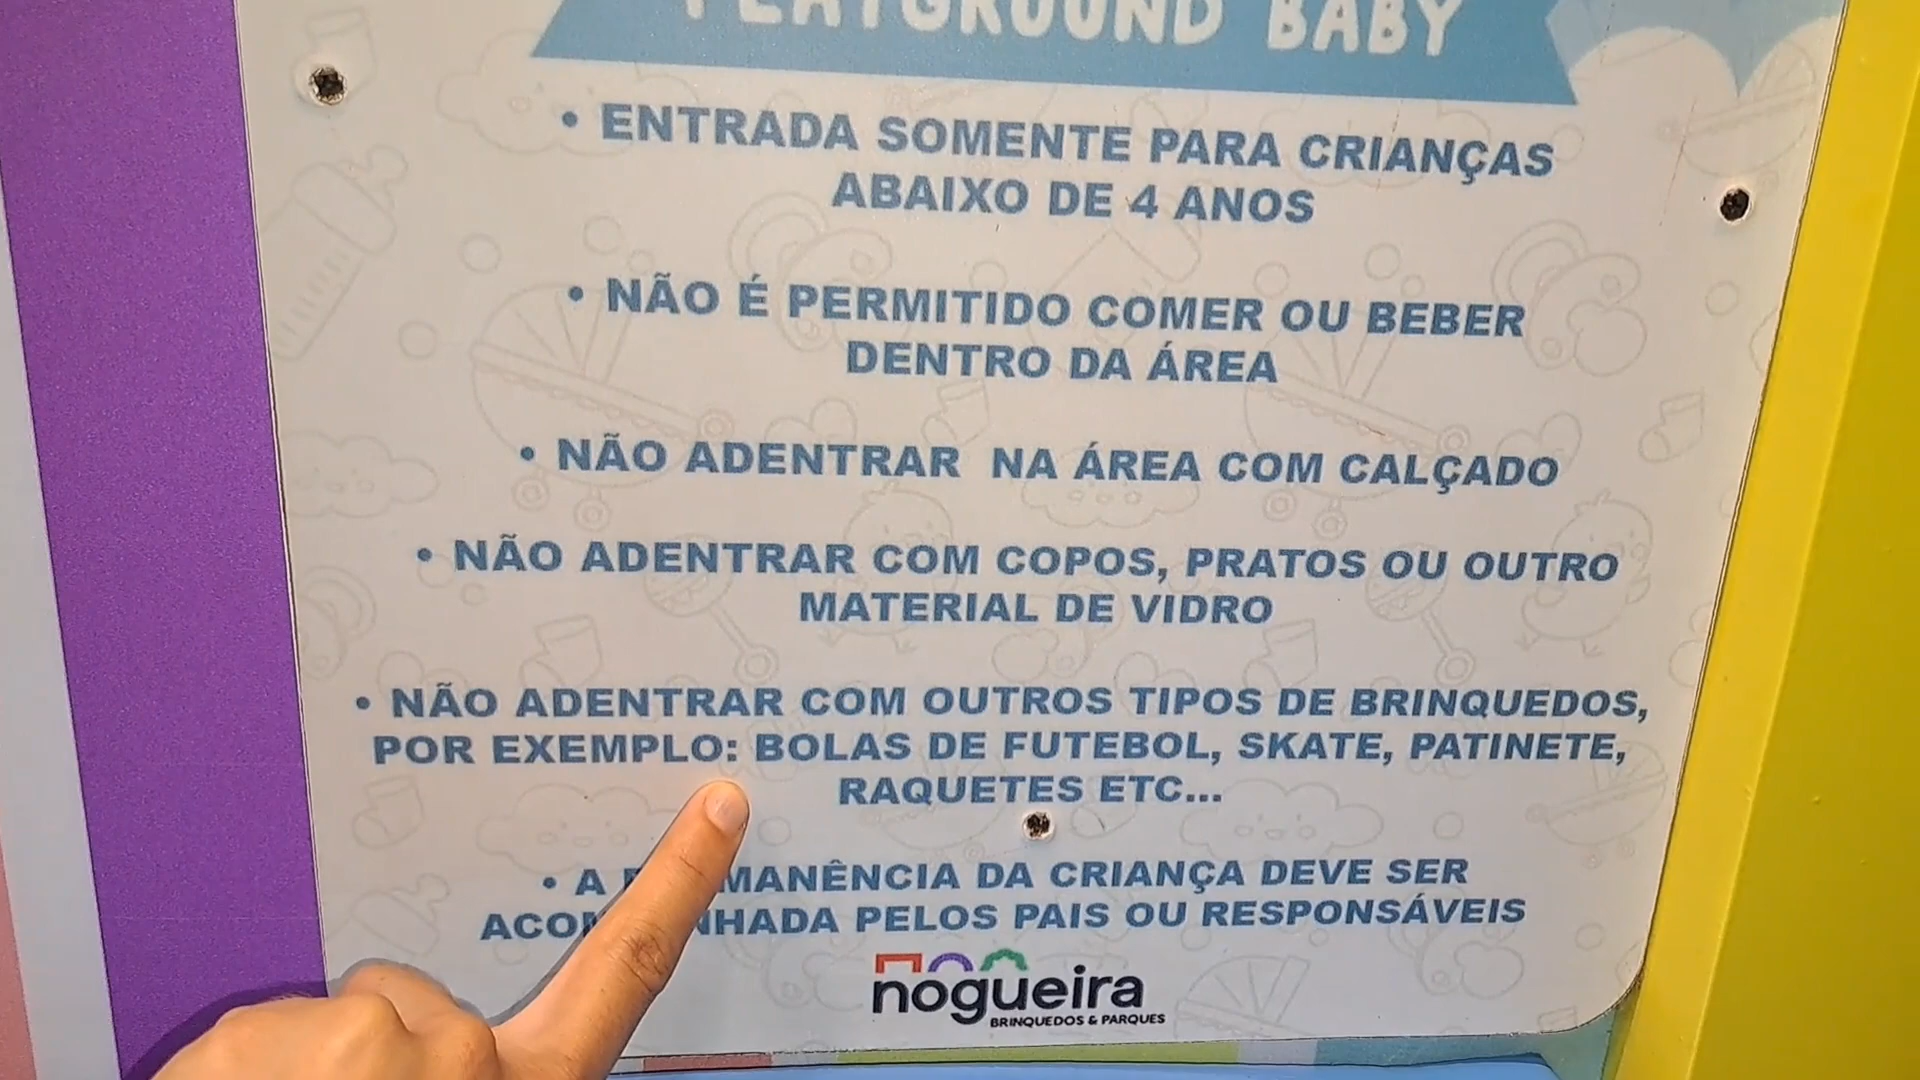 PLAYGROUND BABY
• ENTRADA SOMENTE PARA CRIANÇAS
ABAIXO DE 4 ANOS
• NÃO É PERMITIDO COMER OU BEBER
DENTRO DA ÁREA
• NÃO ADENTRAR NA ÁREA COM CALÇADO
• NÃO ADENTRAR COM COPOS, PRATOS OU OUTRO
MATERIAL DE VIDRO
• NÃO ADENTRAR COM OUTROS TIPOS DE BRINQUEDOS,
POR EXEMPLO: BOLAS DE FUTEBOL, SKATE, PATINETE,
RAQUETES ETC...
• A DA CRIANÇA DEVE SER
PELOS PAIS OU RESPONSÁVEIS
nogueira
BRINQUEDOS & PARQUES